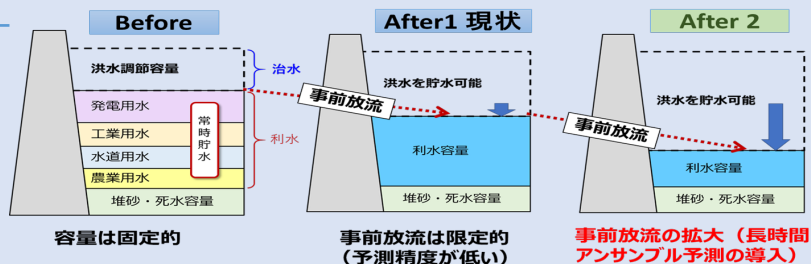 Before
洪水調節容量
治水
発電用水
工業用水
水道用水
農業用水
常時貯水
利水
堆砂・死水容量
容量は固定的
事前放流
After1 現状
洪水を貯水可能
利水容量
堆砂・死水容量
事前放流は限定的
（予測精度が低い）
事前放流
After 2
洪水を貯水可能
利水容量
堆砂・死水容量
事前放流の拡大（長時間
アンサンブル予測の導入）